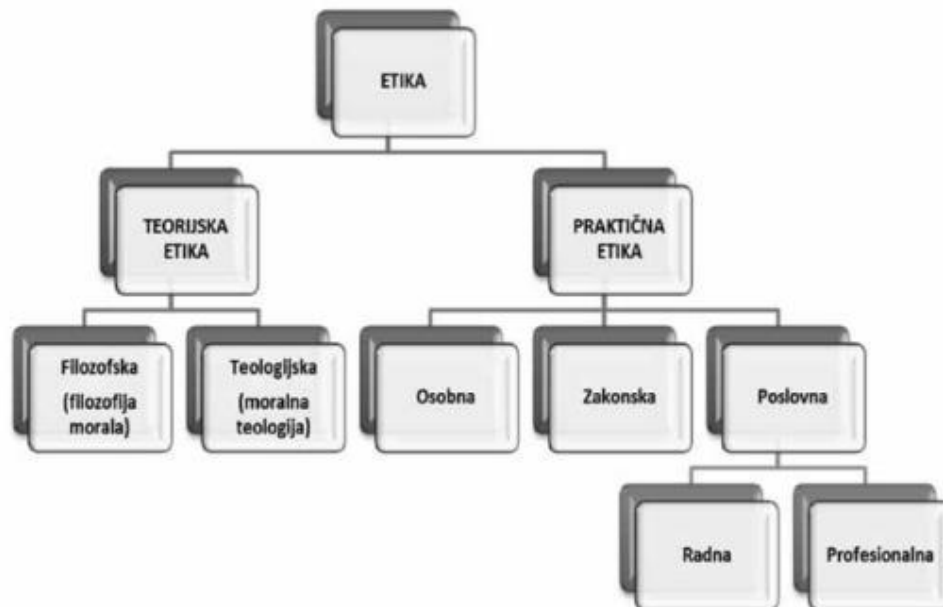 ETIKA
TEORIJSKA
ETIKA
PRAKTIČNA
ETIKA
Filozofska
(filozofija
morala)
Teologijska
(moralna
teologija)
Osobna
Zakonska
Poslovna
Radna
Profesionalna